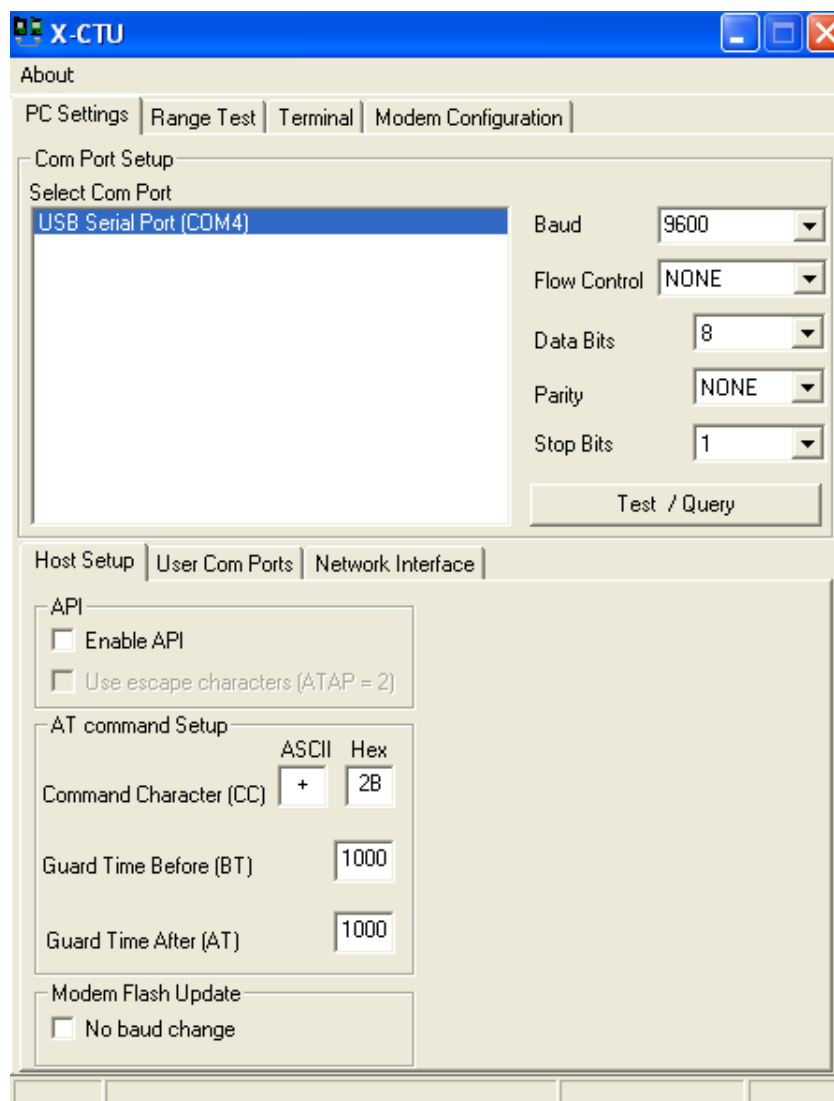 X-CTU
About
PC Settings Range Test Terminal Modem Configuration
Com Port Setup
Select Com Port
USB Serial Port (COM4)
Baud 9600
Flow Control NONE
Data Bits 8
Parity NONE
Stop Bits 1
Test / Query
Host Setup User Com Ports Network Interface
API
Enable API
Use escape characters (ATAP = 2)
AT command Setup
ASCII Hex
Command Character (CC) + 2B
Guard Time Before (BT) 1000
Guard Time After (AT) 1000
Modem Flash Update
No baud change